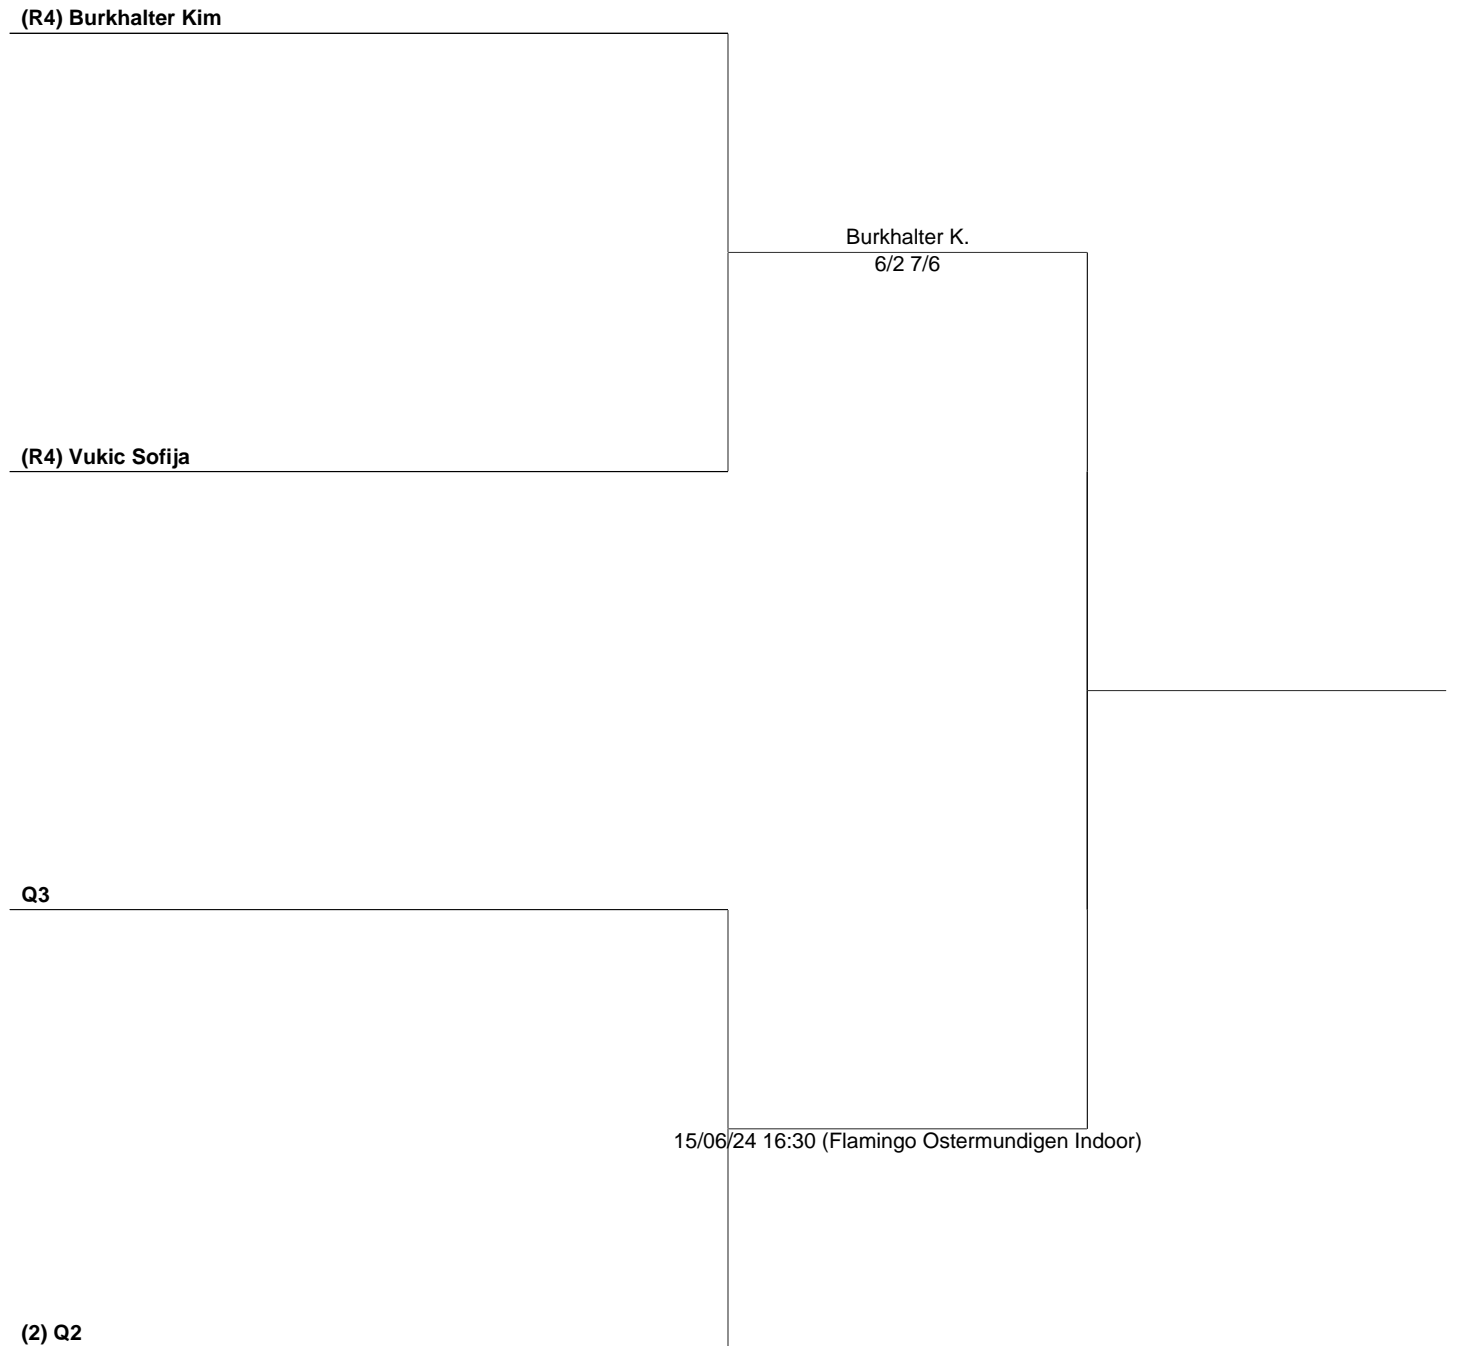 (R4) Burkhalter Kim
Burkhalter K.
6/2 7/6
(R4) Vukic Sofija
Q3
15/06/24 16:30 (Flamingo Ostermundigen Indoor)
(2) Q2